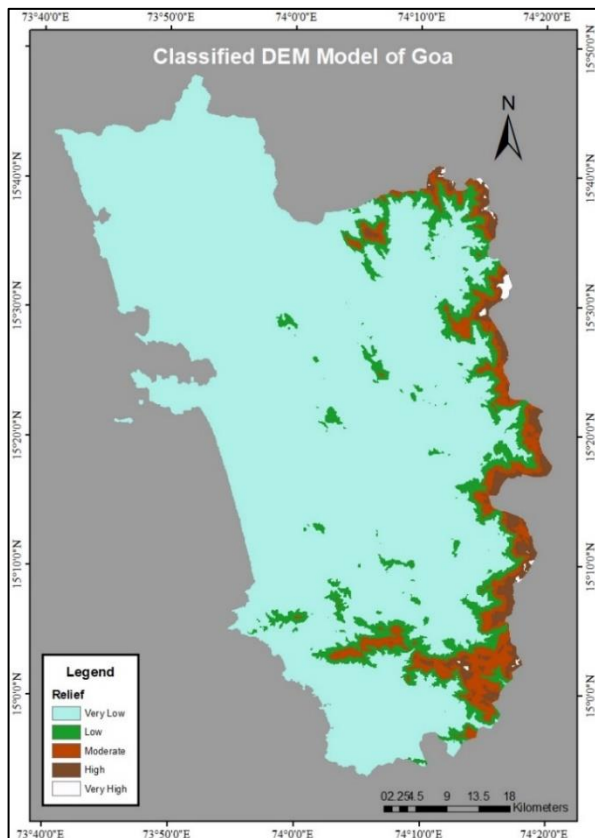 73°40'0"E 73°50'0"E 74°0'0"E 74°10'0"E 74°20'0"E
Classified DEM Model of Goa
N
15°50'0"N 15°50'0"N
15°40'0"N 15°40'0"N
15°30'0"N 15°30'0"N
15°20'0"N 15°20'0"N
15°10'0"N 15°10'0"N
15°0'0"N 15°0'0"N
Legend
Relief
Very Low
Low
Moderate
High
Very High
02.254.5 9 13.5 18
Kilometers
73°40'0"E 73°50'0"E 74°0'0"E 74°10'0"E 74°20'0"E